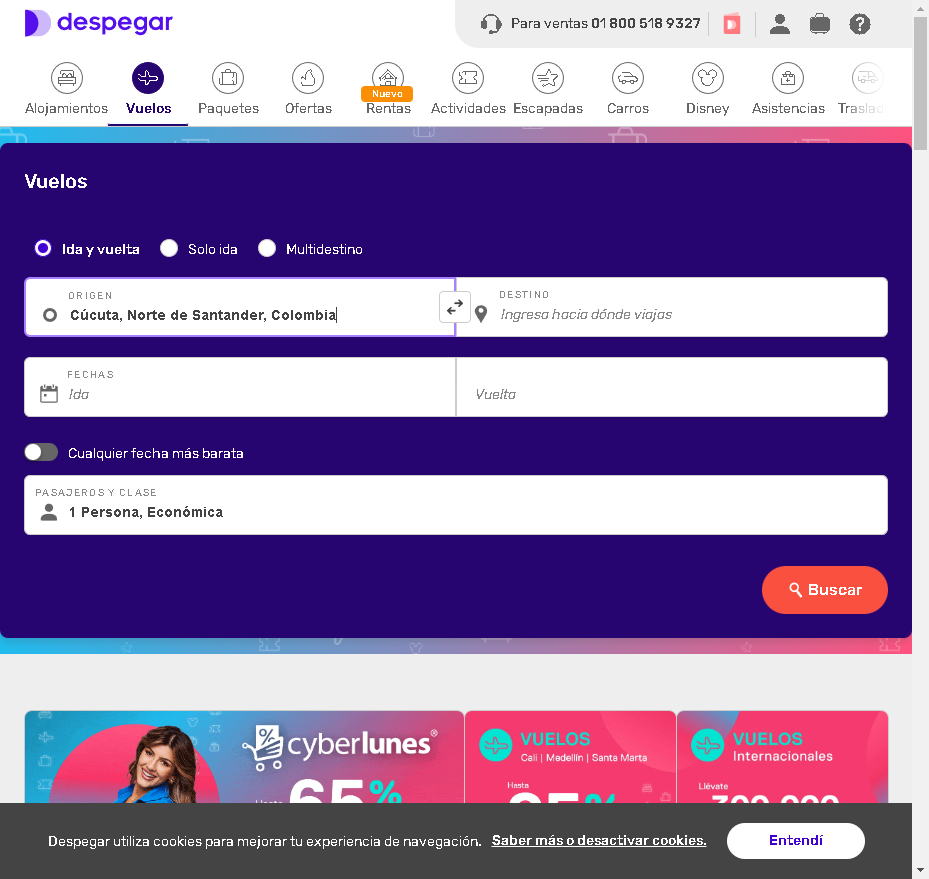 despegar
Para ventas 01 800 518 9327
Alojamientos
Vuelos
Paquetes
Ofertas
Nuevo
Rentas
Actividades
Escapadas
Carros
Disney
Asistencias
Traslad
Vuelos
Ida y vuelta
Solo ida
Multidestino
ORIGEN
Cúcuta, Norte de Santander, Colombia
DESTINO
Ingresa hacia dónde viajas
FECHAS
Ida
Vuelta
Cualquier fecha más barata
PASAJEROS Y CLASE
1 Persona, Económica
Buscar
cyberlunes®
Hasta
65%
VUELOS
Cali | Medellín | Santa Marta
Hasta
VUELOS
Internacionales
Llévate
Despegar utiliza cookies para mejorar tu experiencia de navegación. Saber más o desactivar cookies.
Entendí